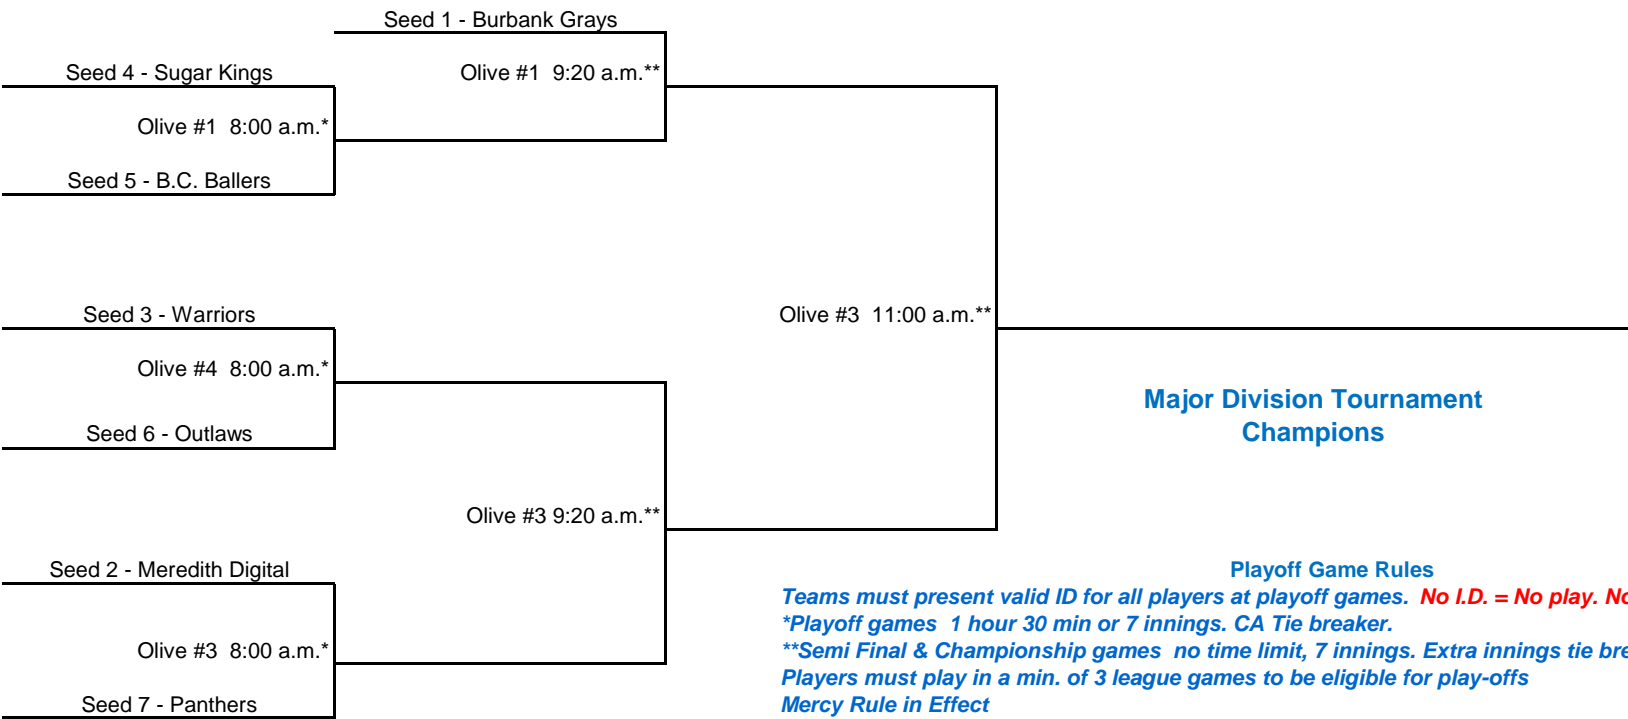 Seed 1 - Burbank Grays
Seed 4 - Sugar Kings
Olive #1  9:20 a.m.**
Olive #1  8:00 a.m.*
Seed 5 - B.C. Ballers
Seed 3 - Warriors
Olive #3  11:00 a.m.**
Olive #4  8:00 a.m.*
Major Division Tournament
Champions
Seed 6 - Outlaws
Olive #3 9:20 a.m.**
Seed 2 - Meredith Digital
Playoff Game Rules
Teams must present valid ID for all players at playoff games.  No I.D. = No play. No
*Playoff games  1 hour 30 min or 7 innings. CA Tie breaker.
Olive #3  8:00 a.m.*
**Semi Final & Championship games  no time limit, 7 innings. Extra innings tie bre
Players must play in a min. of 3 league games to be eligible for play-offs
Seed 7 - Panthers
Mercy Rule in Effect